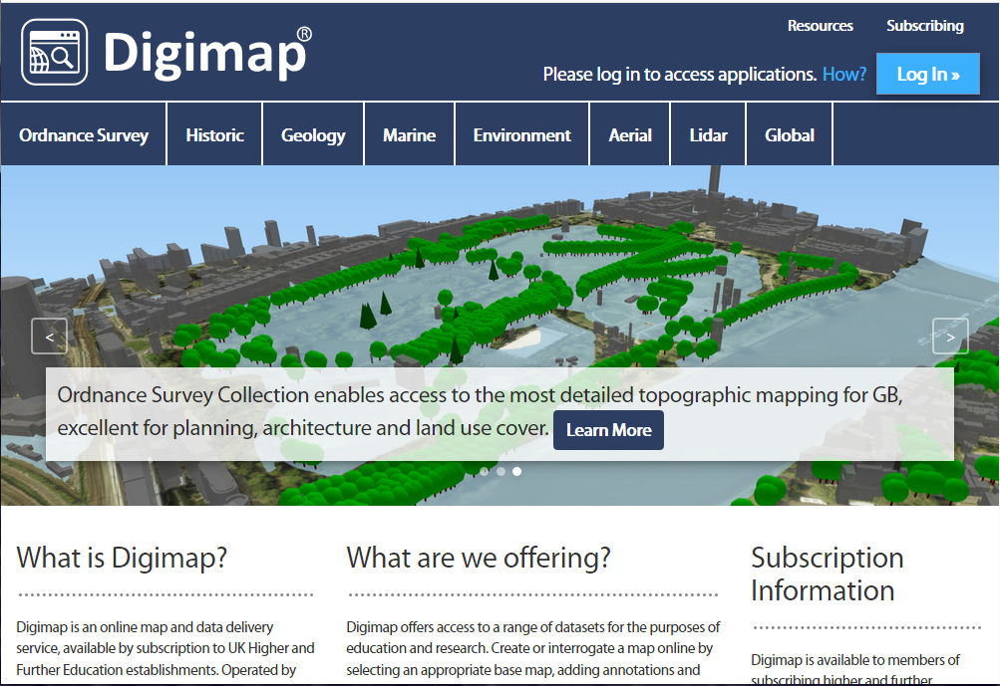 Digimap®
Resources Subscribing
Please log in to access applications. How? Log In »
Ordnance Survey Historic Geology Marine Environment Aerial Lidar Global
< >
Ordnance Survey Collection enables access to the most detailed topographic mapping for GB,
excellent for planning, architecture and land use cover. Learn More
What is Digimap?
Digimap is an online map and data delivery
service, available by subscription to UK Higher and
Further Education establishments. Operated by
What are we offering?
Digimap offers access to a range of datasets for the purposes of
education and research. Create or interrogate a map online by
selecting an appropriate base map, adding annotations and
Subscription
Information
Digimap is available to members of
subscribing higher and further